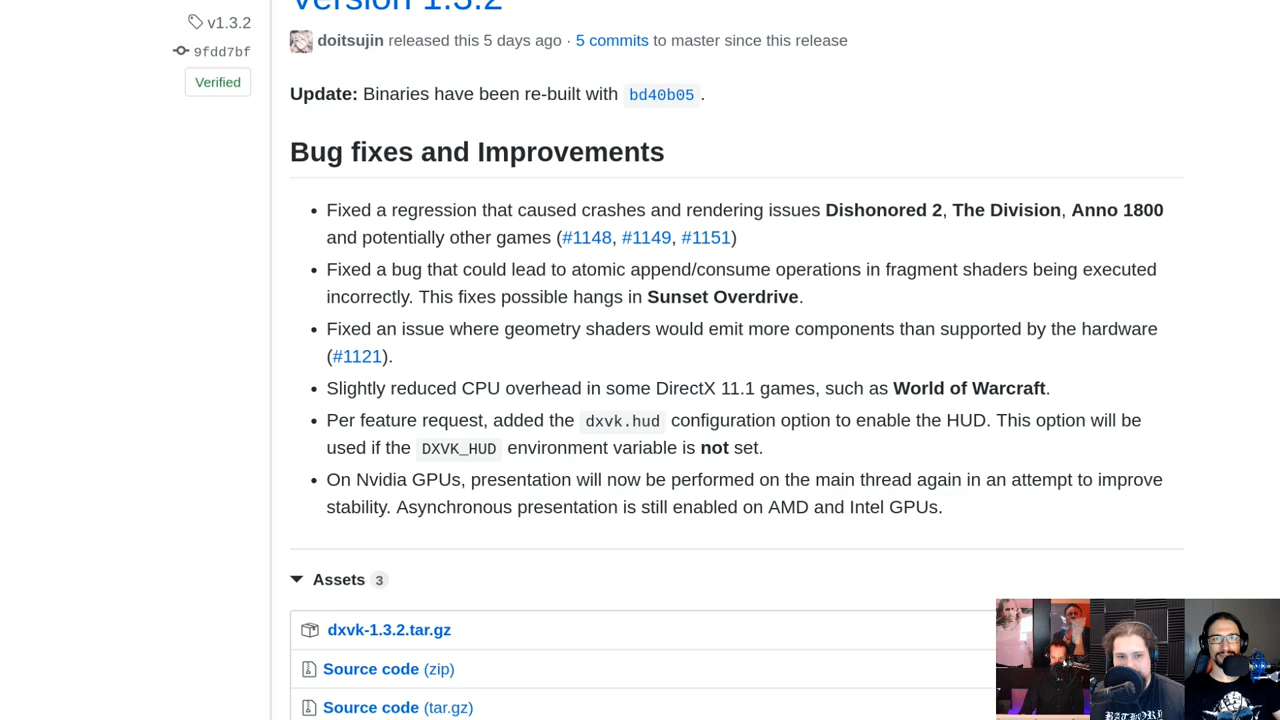 Version 1.3.2
v1.3.2
doitsujin released this 5 days ago · 5 commits to master since this release
9fdd7bf
Verified
Update: Binaries have been re-built with bd40b05.
Bug fixes and Improvements
• Fixed a regression that caused crashes and rendering issues Dishonored 2, The Division, Anno 1800
and potentially other games (#1148, #1149, #1151)
• Fixed a bug that could lead to atomic append/consume operations in fragment shaders being executed
incorrectly. This fixes possible hangs in Sunset Overdrive.
• Fixed an issue where geometry shaders would emit more components than supported by the hardware
(#1121).
• Slightly reduced CPU overhead in some DirectX 11.1 games, such as World of Warcraft.
• Per feature request, added the dxvk.hud configuration option to enable the HUD. This option will be
used if the DXVK_HUD environment variable is not set.
• On Nvidia GPUs, presentation will now be performed on the main thread again in an attempt to improve
stability. Asynchronous presentation is still enabled on AMD and Intel GPUs.
Assets 3
dxvk-1.3.2.tar.gz
Source code (zip)
Source code (tar.gz)
BATHORY